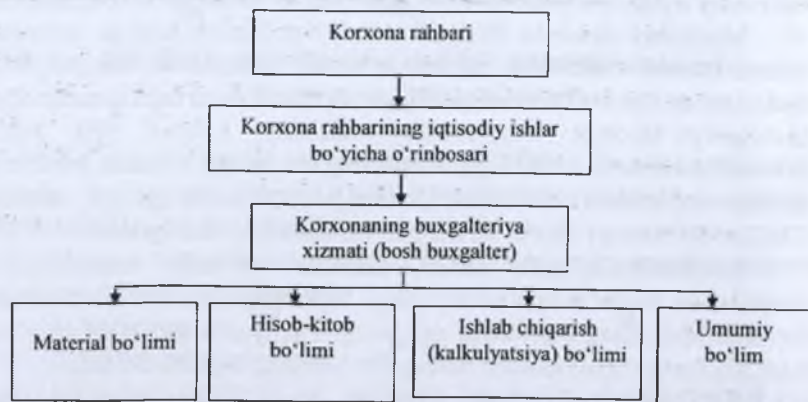 Korxona rahbari
Korxona rahbarining iqtisodiy ishlar
bo‘yicha o‘rinbosari
Korxonaning buxgalteriya
xizmati (bosh buxgalter)
Material bo‘limi
Hisob-kitob
bo‘limi
Ishlab chiqarish
(kalkulyatsiya) bo‘limi
Umumiy
bo‘lim